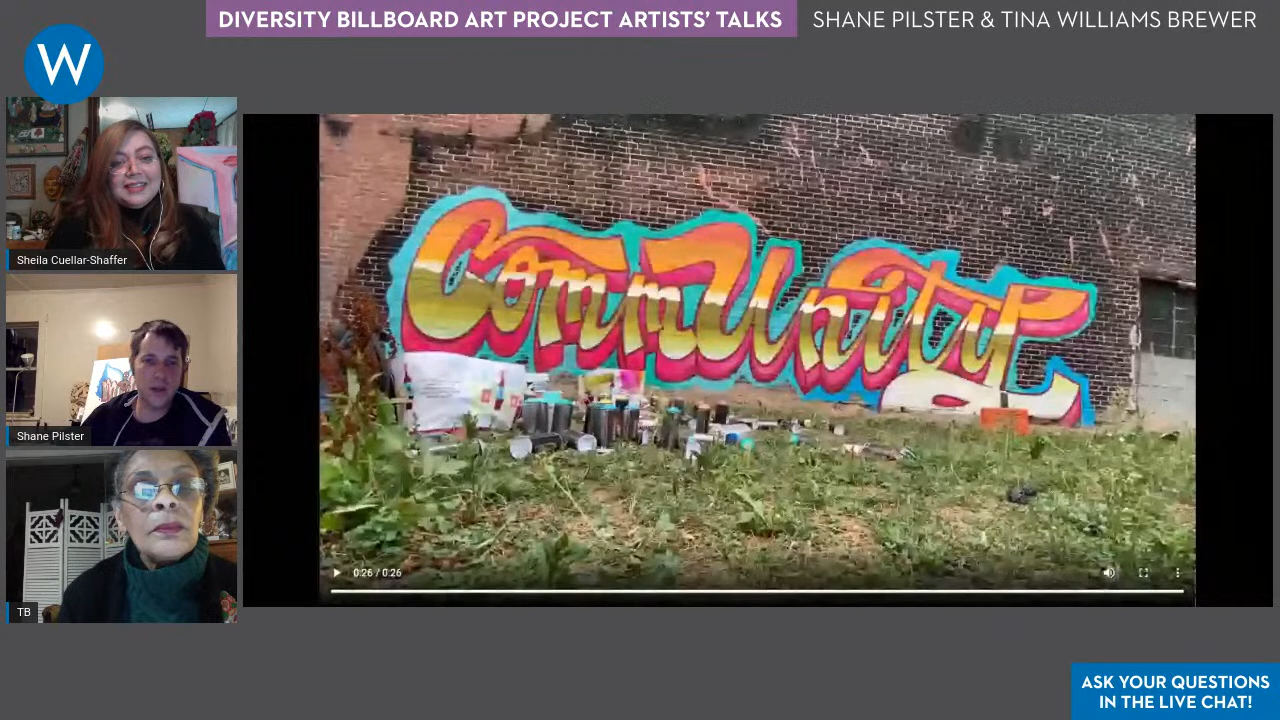 DIVERSITY BILLBOARD ART PROJECT ARTISTS' TALKS SHANE PILSTER & TINA WILLIAMS BREWER
W
Sheila Cuellar-Shaffer
Shane Pilster
TB
CommUnity
0:26 / 0:26
ASK YOUR QUESTIONS
IN THE LIVE CHAT!